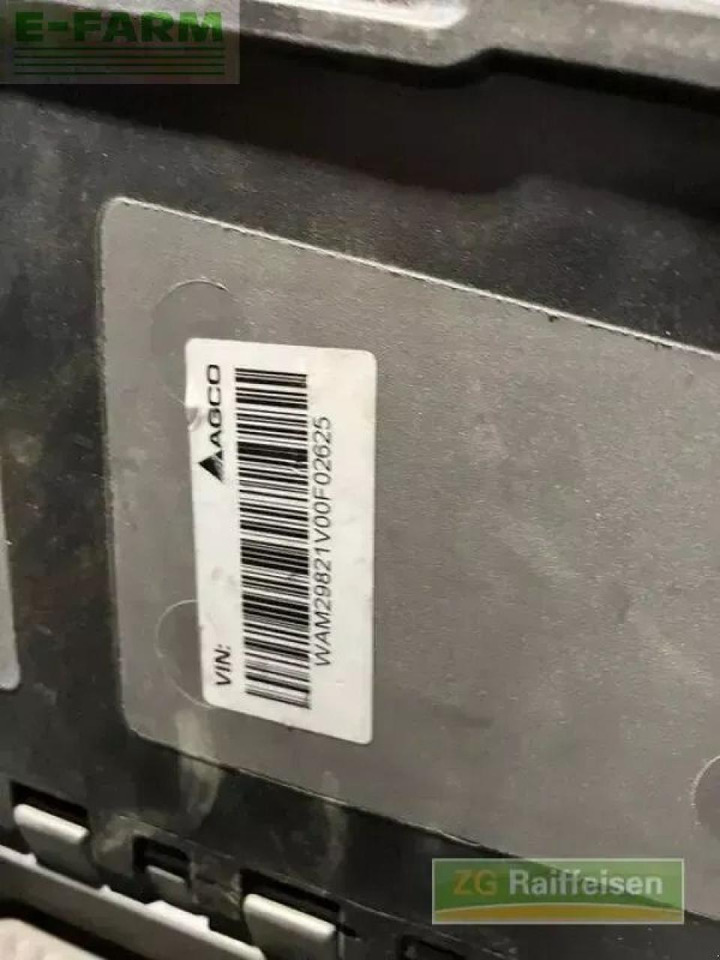 E-FARM
AGCO
VIN:
WAM29821V00F02625
ZG Raiffeisen